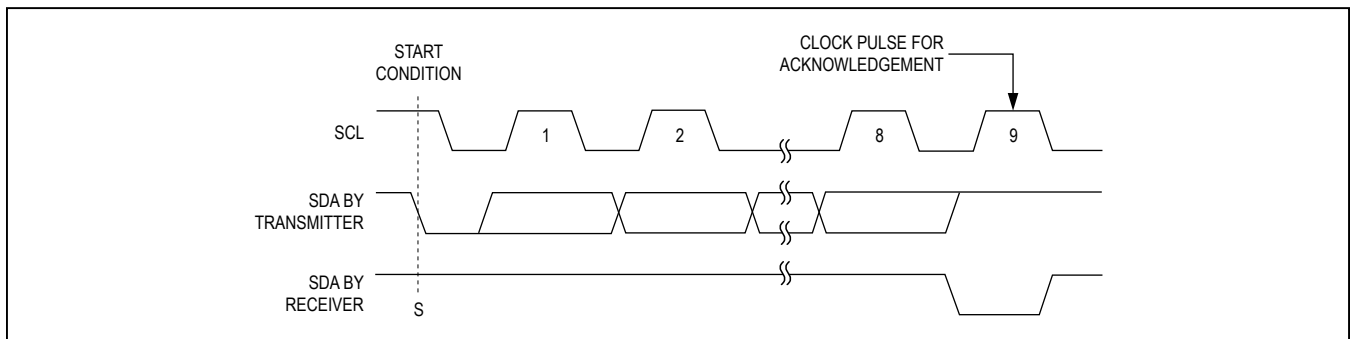 START
CONDITION
CLOCK PULSE FOR
ACKNOWLEDGEMENT
SCL
1
2
8
9
SDA BY
TRANSMITTER
SDA BY
RECEIVER
S